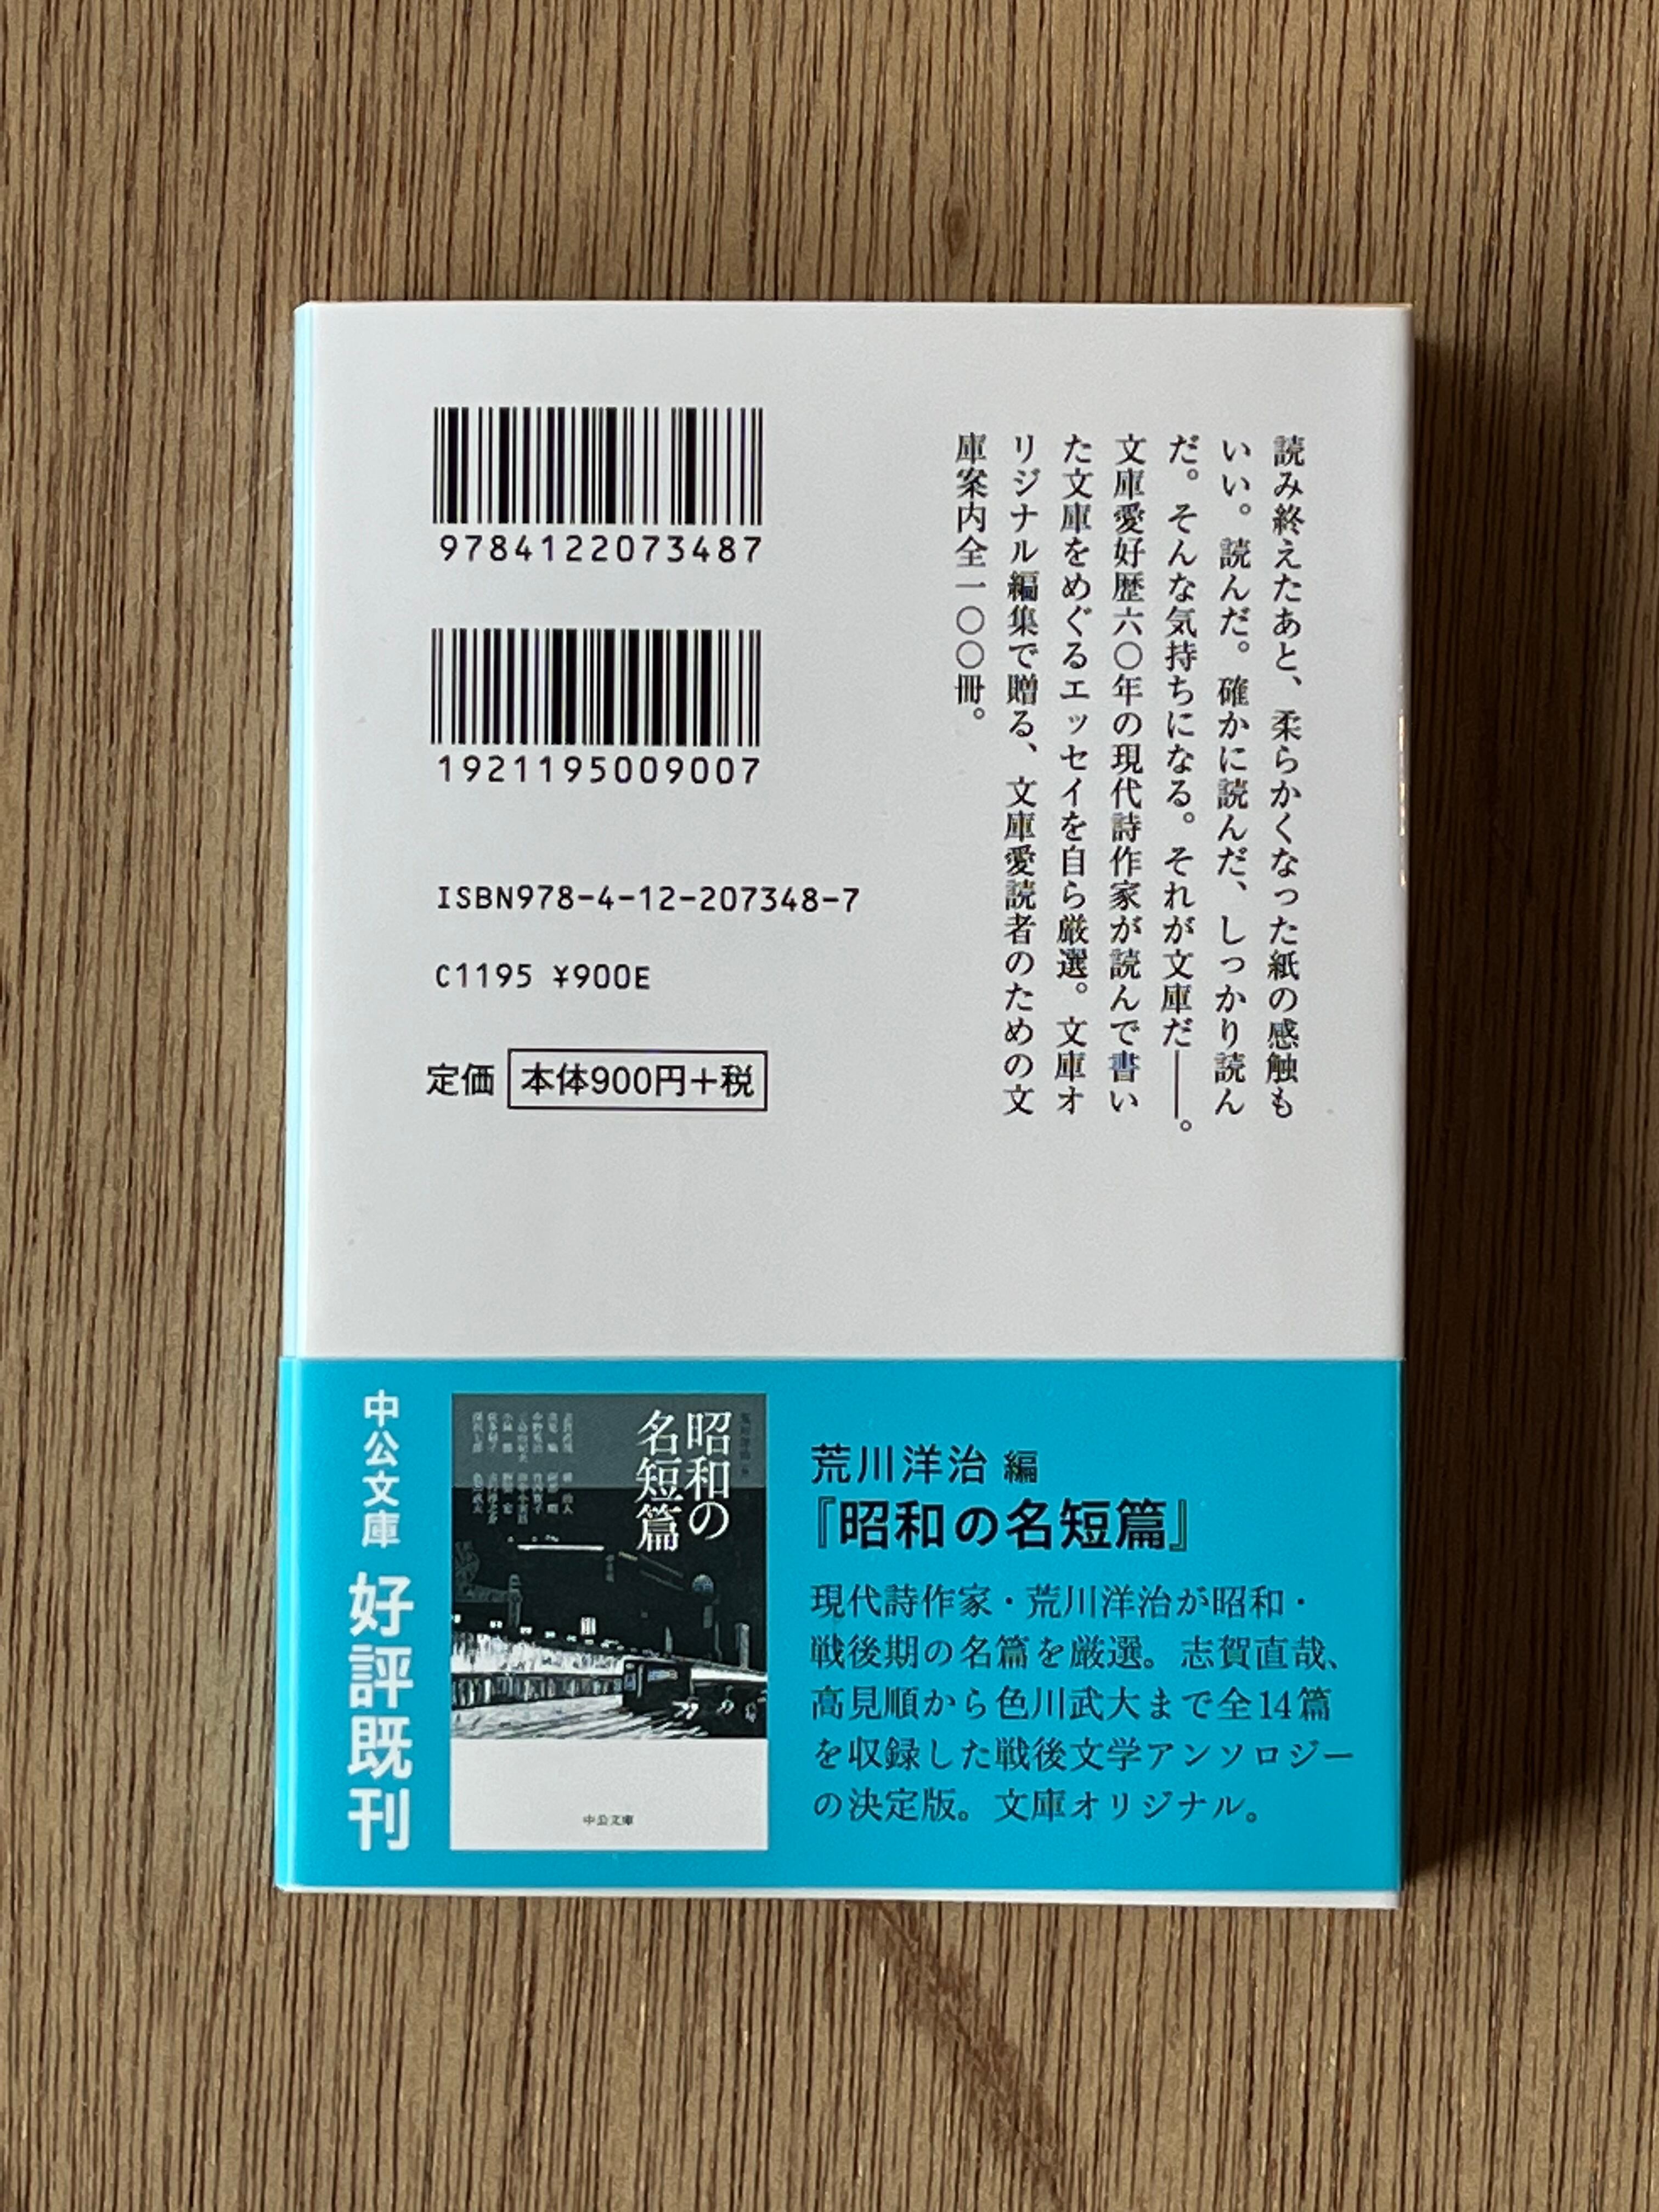 読み終えたあと、柔らかくなった紙の感触も
いい。読んだ。確かに読んだ、しっかり読ん
だ。そんな気持ちになる。それが文庫だ――。
文庫愛好歴六〇年の現代詩作家が読んで書い
た文庫をめぐるエッセイを自ら厳選。文庫オ
リジナル編集で贈る、文庫愛読者のための文
庫案内全一〇〇冊。
9784122073487
1921195009007
ISBN978-4-12-207348-7
C1195 ¥900E
定価 本体900円+税
中公文庫 好評既刊
昭和の
名短篇
中公文庫
荒川洋治 編
『昭和の名短篇』
現代詩作家・荒川洋治が昭和・
戦後期の名篇を厳選。志賀直哉、
高見順から色川武大まで全14篇
を収録した戦後文学アンソロジー
の決定版。文庫オリジナル。